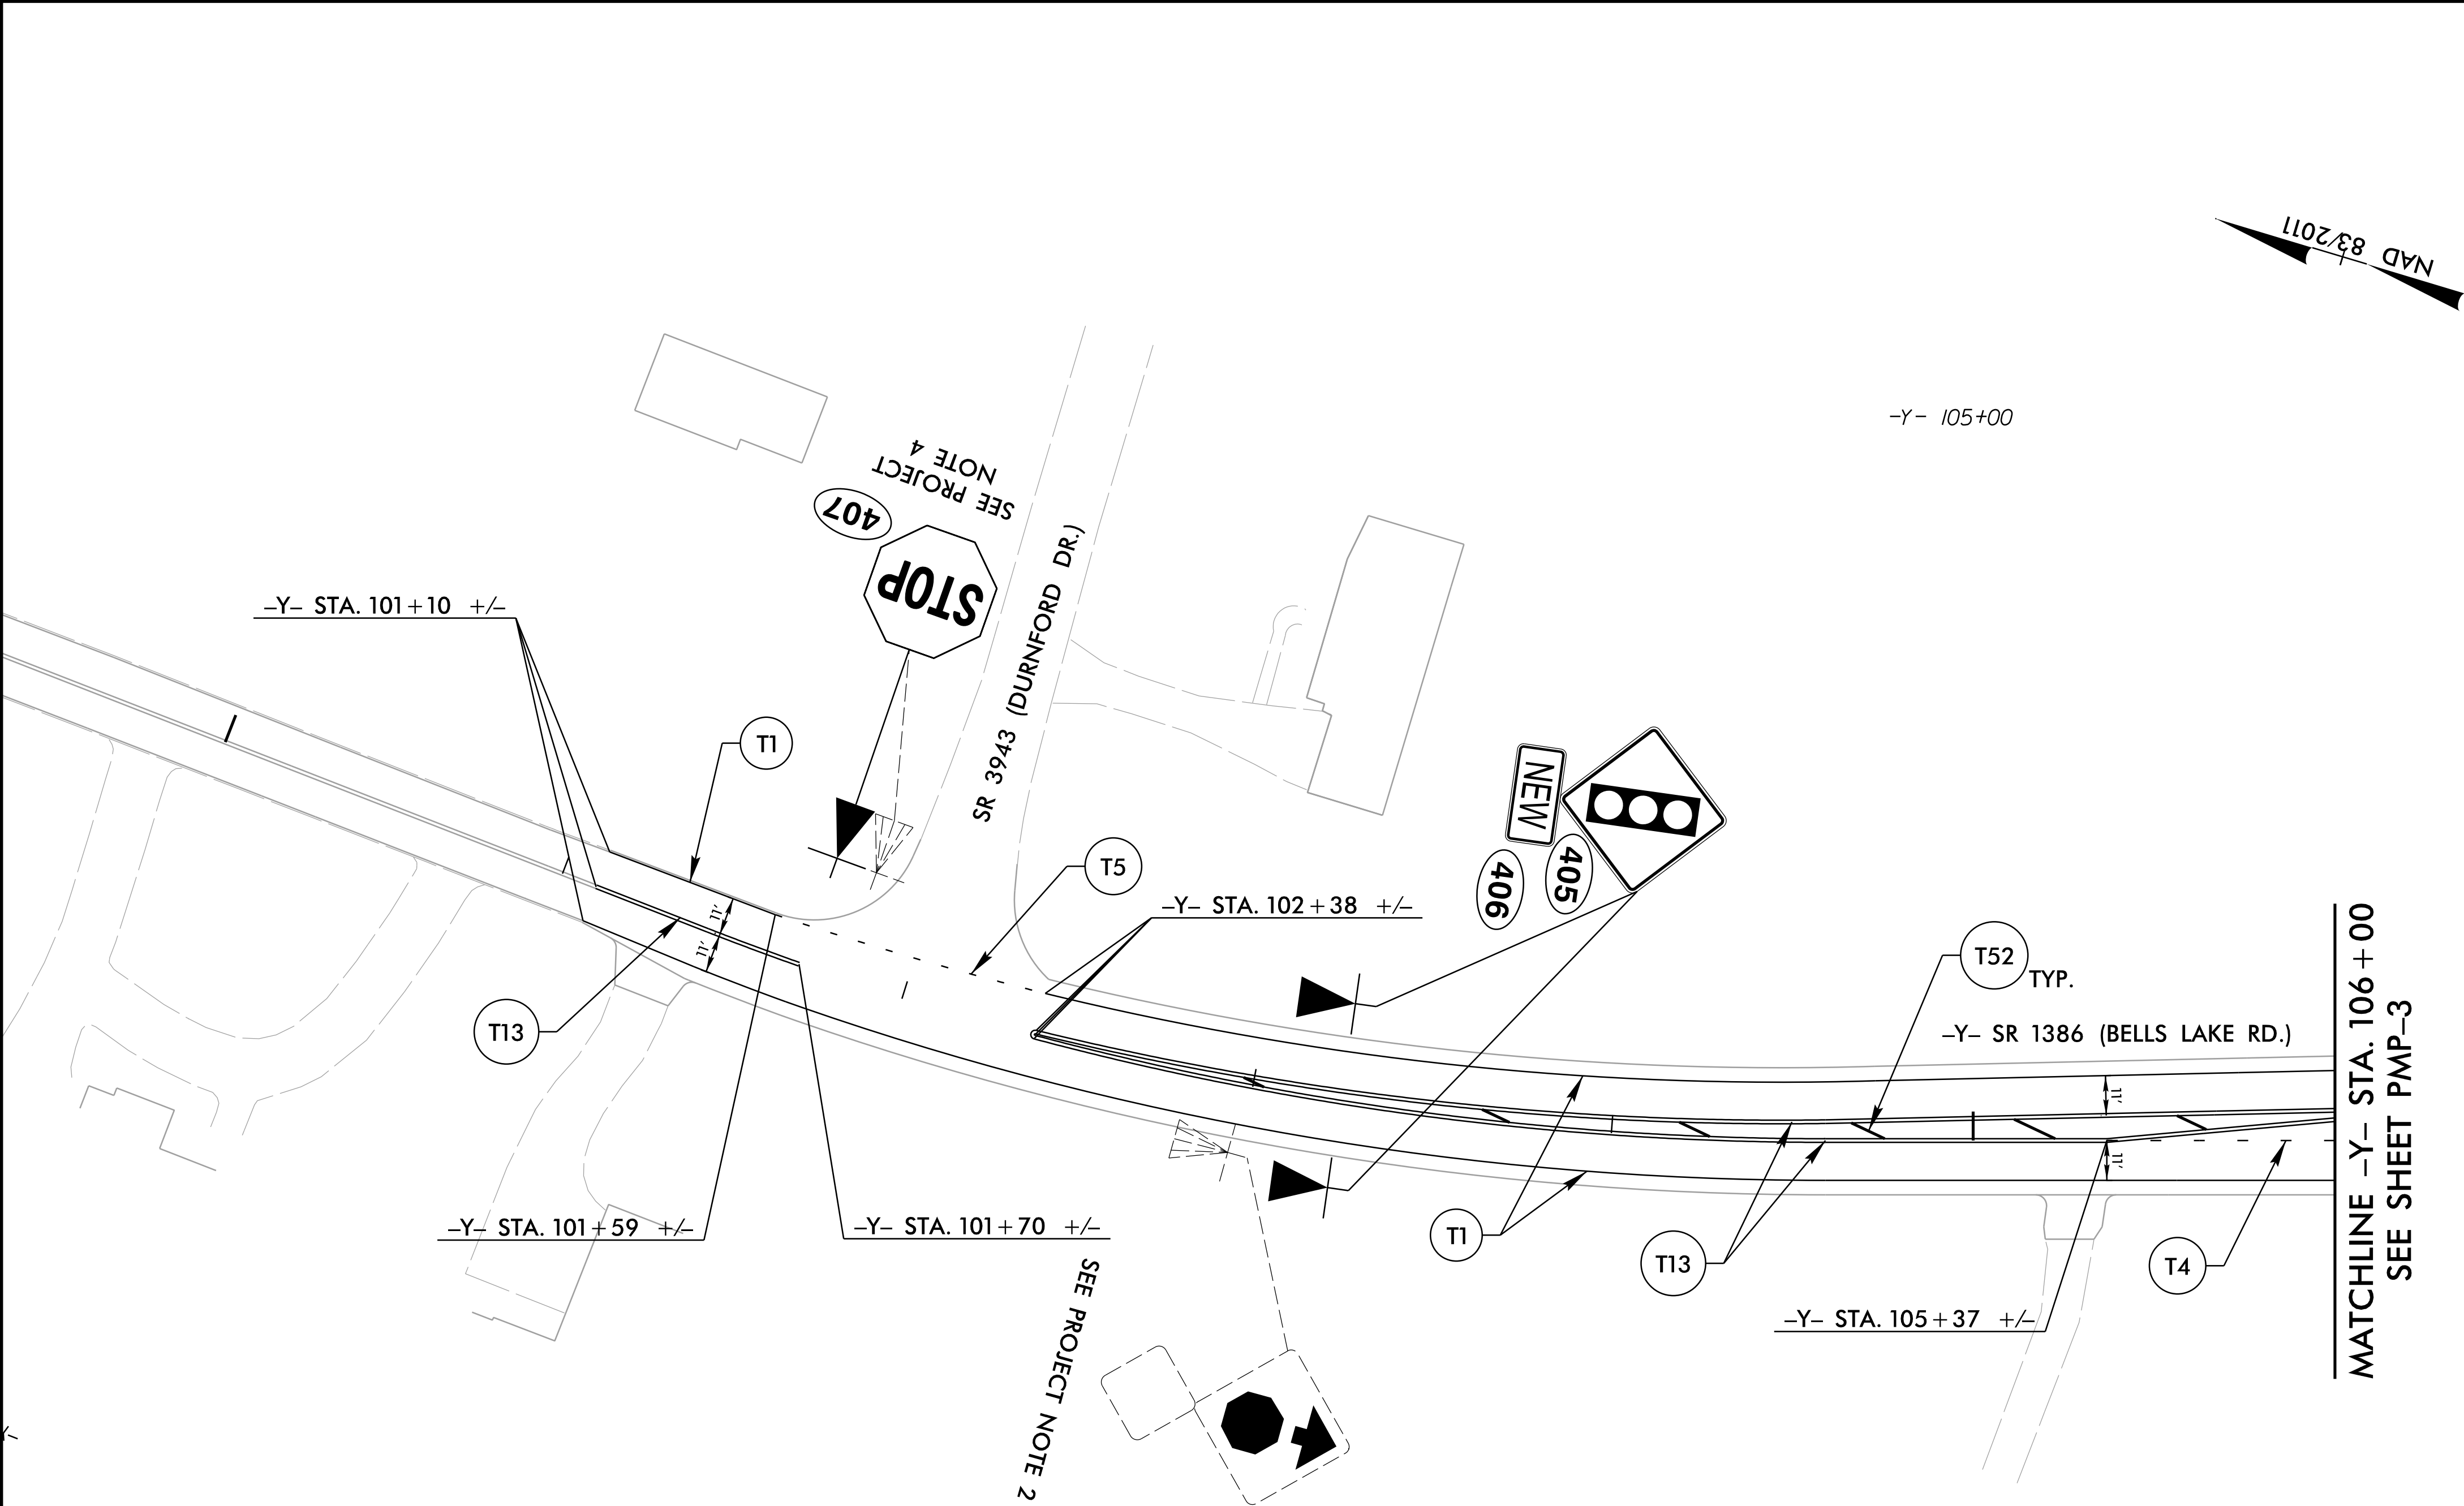 NAD 83/2011
-Y- 105+00
SEE PROJECT
NOTE 4
407
STOP
SR 3943 (DURNFORD DR.)
-Y- STA. 101+10 +/-
T1
NEW
405
406
T5
-Y- STA. 102+38 +/-
11'
11'
T13
T52
TYP.
-Y- SR 1386 (BELLS LAKE RD.)
11'
11'
MATCHLINE -Y- STA. 106+00
SEE SHEET PMP-3
-Y- STA. 101+59 +/-
-Y- STA. 101+70 +/-
T1
T13
T4
-Y- STA. 105+37 +/-
SEE PROJECT NOTE 2